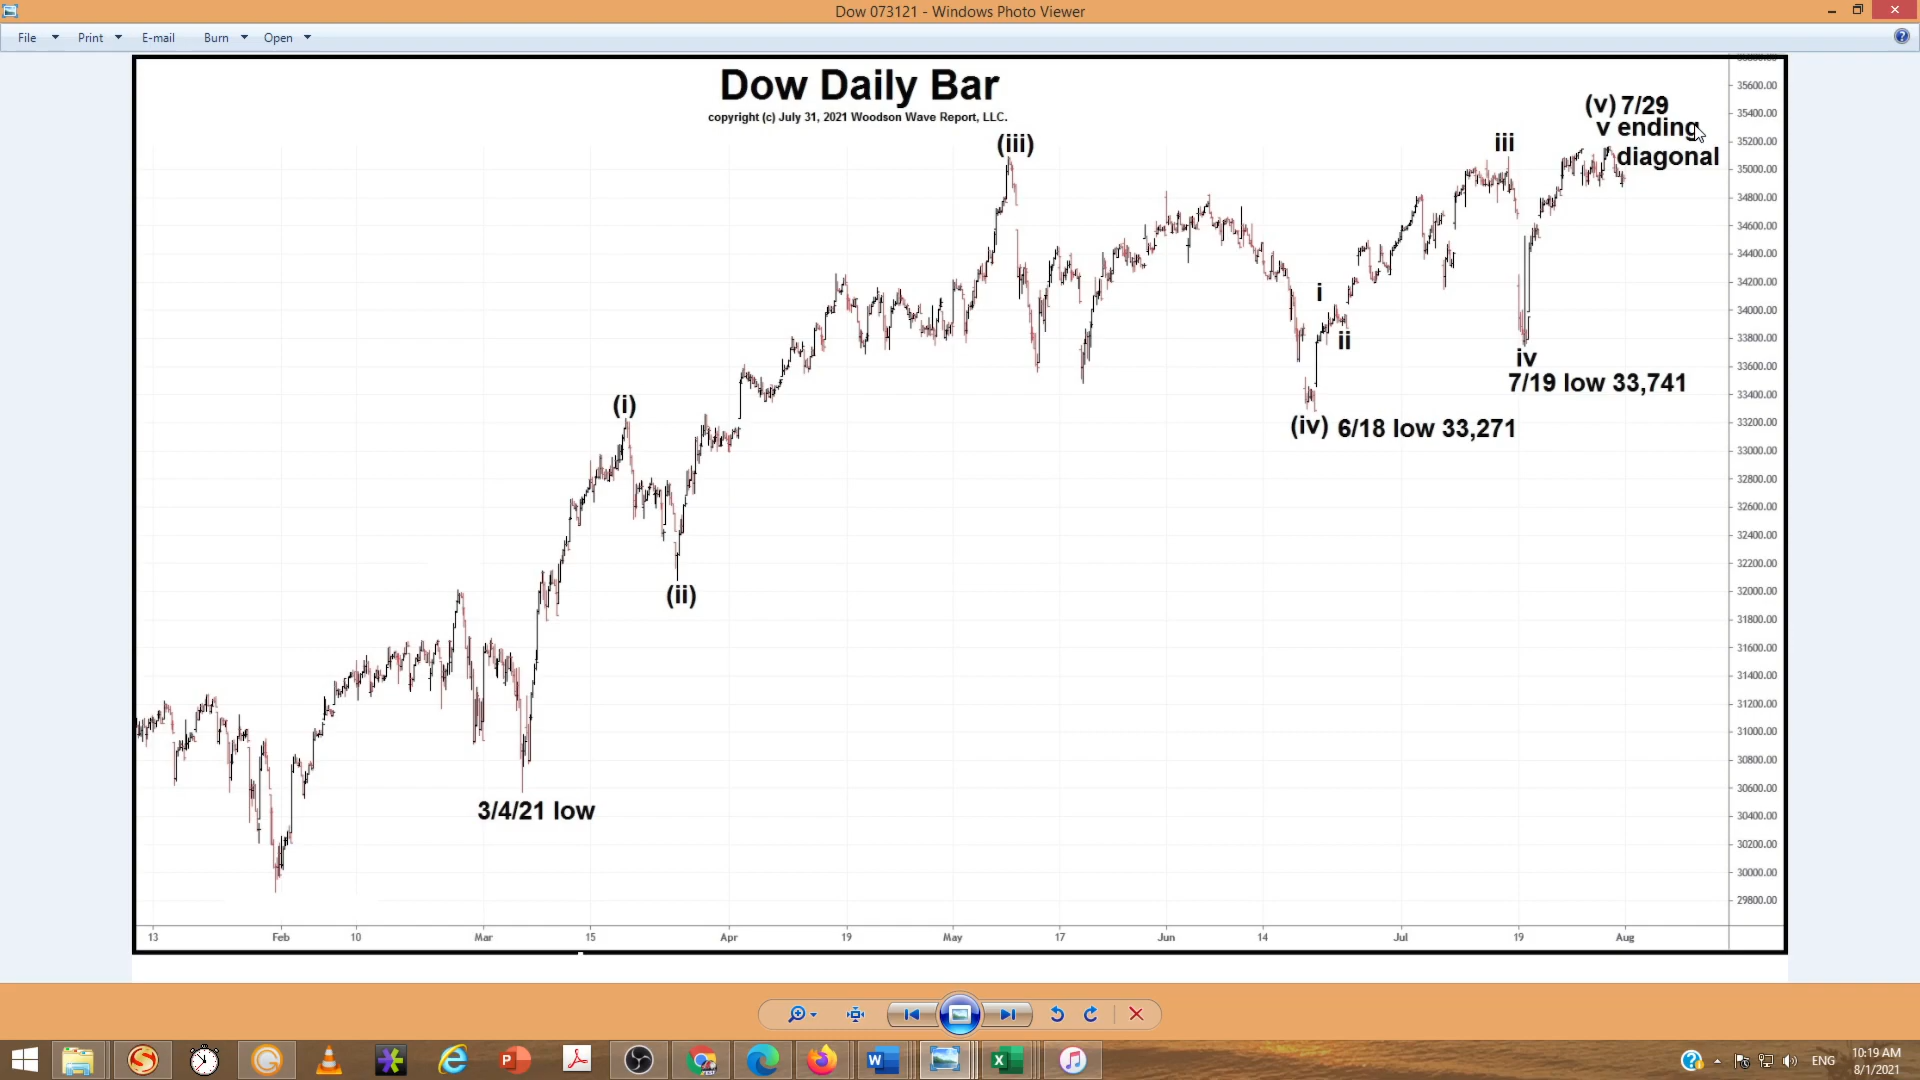 Dow 073121 - Windows Photo Viewer
File Print E-mail Burn Open
Dow Daily Bar
copyright (c) July 31, 2021 Woodson Wave Report, LLC.
(v) 7/29
v ending
diagonal
(iii)
iii
i
ii
iv
7/19 low 33,741
(i)
(iv) 6/18 low 33,271
(ii)
3/4/21 low
35600.00
35400.00
35200.00
35000.00
34800.00
34600.00
34400.00
34200.00
34000.00
33800.00
33600.00
33400.00
33200.00
33000.00
32800.00
32600.00
32400.00
32200.00
32000.00
31800.00
31600.00
31400.00
31200.00
31000.00
30800.00
30600.00
30400.00
30200.00
30000.00
29800.00
13 Feb 10 Mar 15 Apr 19 May 17 Jun 14 Jul 19 Aug
ENG
10:19 AM
8/1/2021